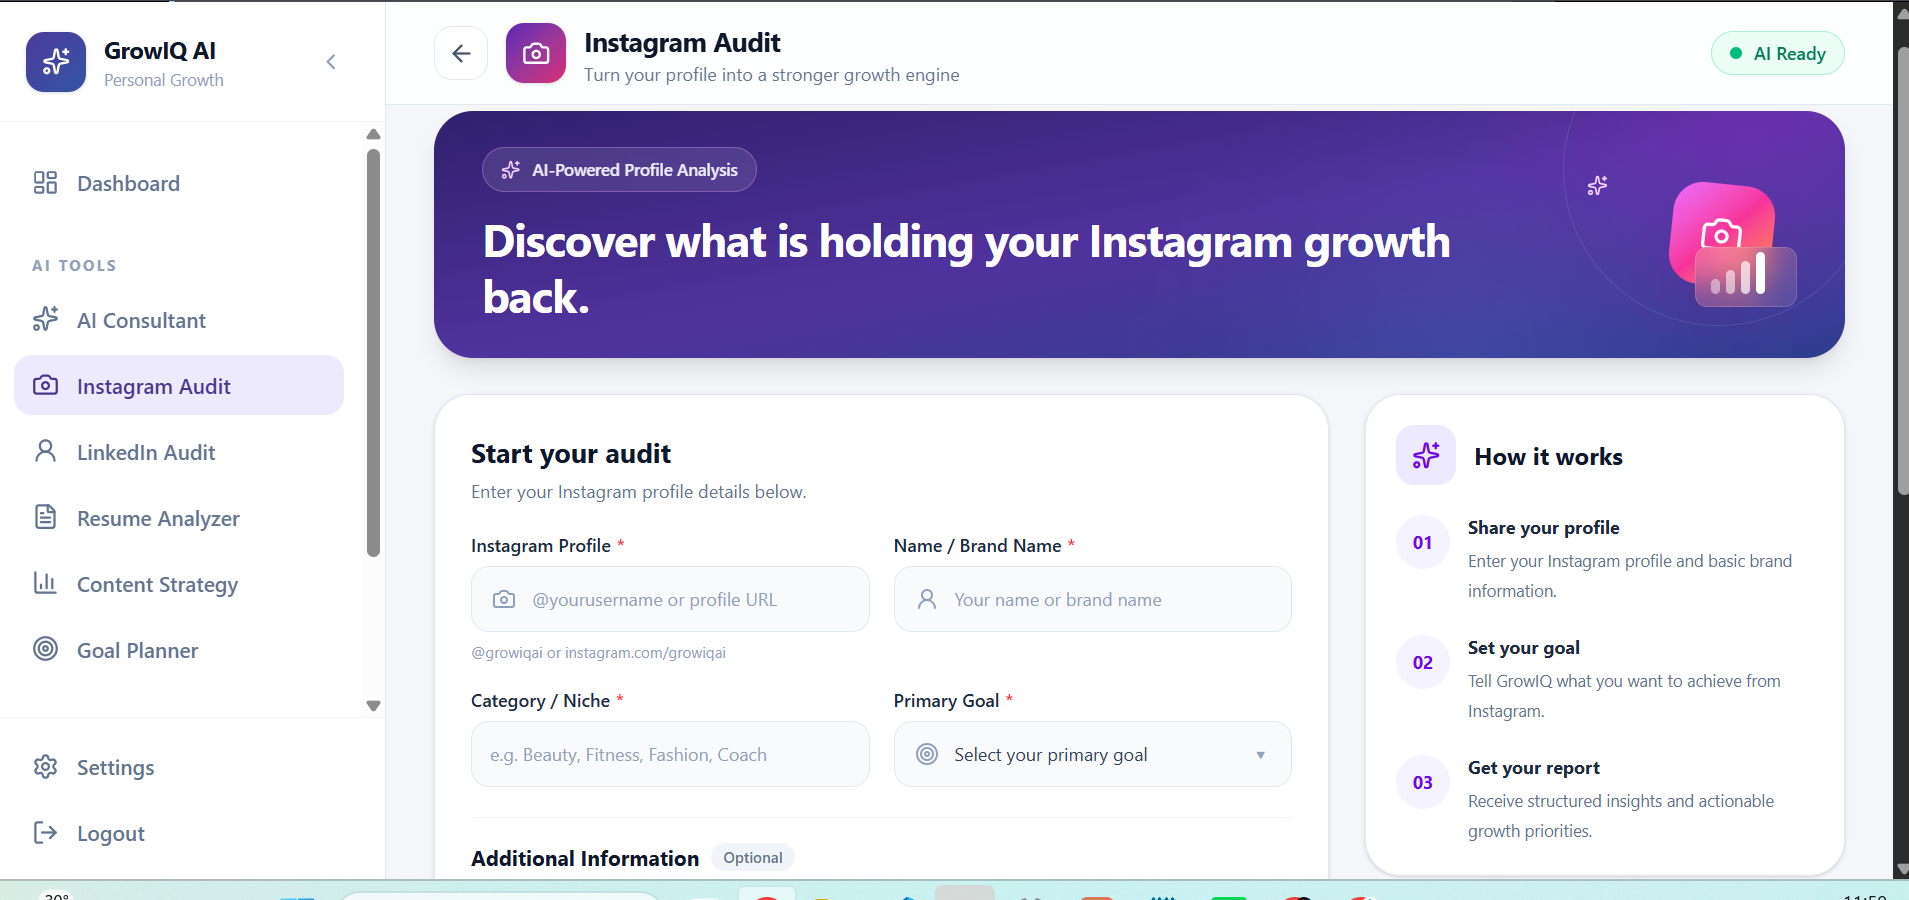 GrowIQ AI
Personal Growth
Dashboard
AI TOOLS
AI Consultant
Instagram Audit
LinkedIn Audit
Resume Analyzer
Content Strategy
Goal Planner
Settings
Logout
Instagram Audit
Turn your profile into a stronger growth engine
AI Ready
AI-Powered Profile Analysis
Discover what is holding your Instagram growth
back.
Start your audit
Enter your Instagram profile details below.
Instagram Profile *
@yourusername or profile URL
@growiqai or instagram.com/growiqai
Name / Brand Name *
Your name or brand name
Category / Niche *
e.g. Beauty, Fitness, Fashion, Coach
Primary Goal *
Select your primary goal
Additional Information
Optional
How it works
01
Share your profile
Enter your Instagram profile and basic brand
information.
02
Set your goal
Tell GrowIQ what you want to achieve from
Instagram.
03
Get your report
Receive structured insights and actionable
growth priorities.